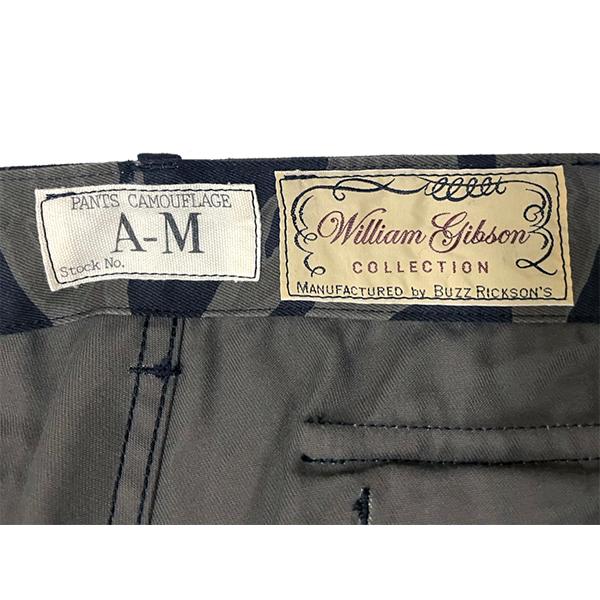 PANTS CAMOUFLAGE
A-M
Stock No.
William Gibson
COLLECTION
MANUFACTURED by BUZZ RICKSON'S